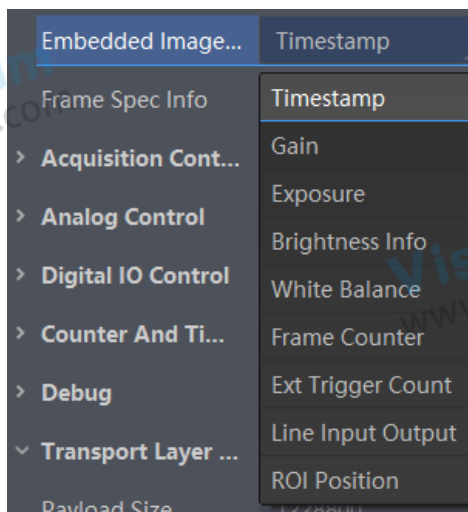 Embedded Image... Timestamp
Frame Spec Info Timestamp
Gain
Acquisition Cont...
Exposure
Analog Control
Brightness Info
Digital IO Control
White Balance
Counter And Ti...
Frame Counter
Debug
Ext Trigger Count
Line Input Output
Transport Layer ...
ROI Position
Payload Size 1228800